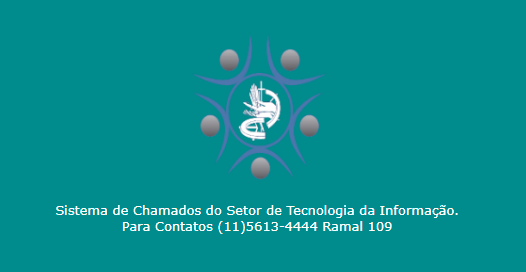 Sistema de Chamados do Setor de Tecnologia da Informação.
Para Contatos (11)5613-4444 Ramal 109